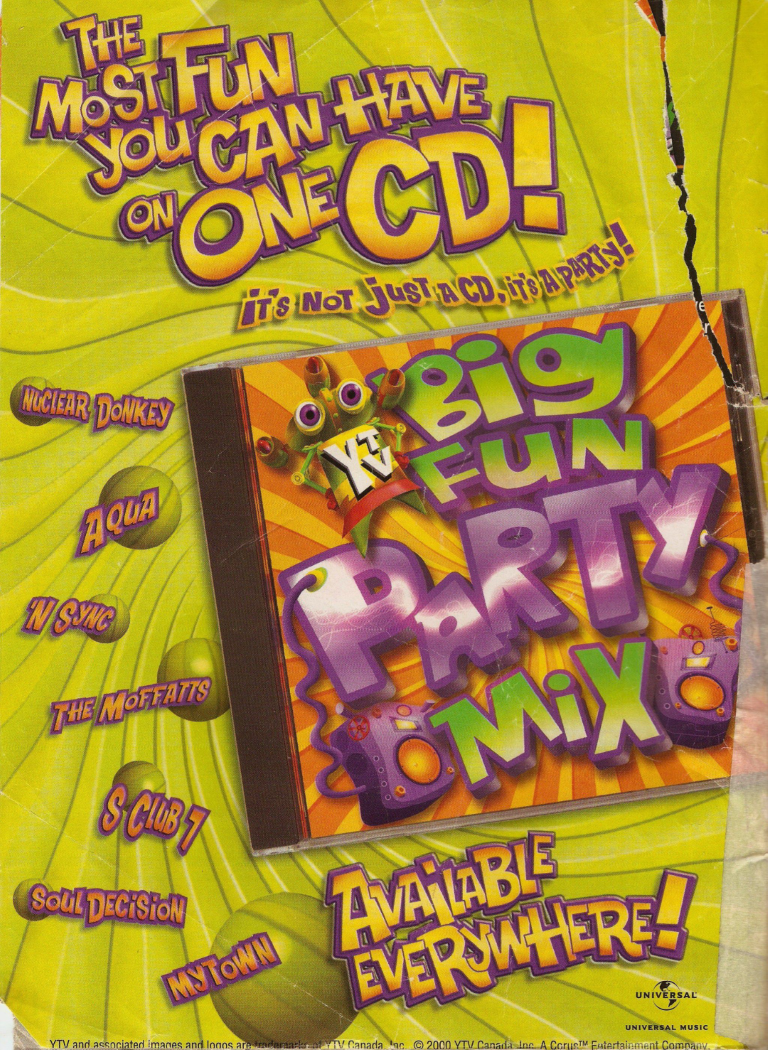 THE
MOST FUN
YOU CAN HAVE
ON ONE CD!
IT'S NOT JUST A CD, IT'S A PARTY!
BiG
FUN
PARTY
MiX
YTV
NUCLEAR DONKEY
AQUA
'N SYNC
THE MOFFATTS
S CLUB 7
SOUL DECISION
MYTOWN
AVAILABLE
EVERYWHERE!
UNIVERSAL
UNIVERSAL MUSIC
YTV and associated images and logos are trademarks of YTV Canada, Inc. © 2000 YTV Canada, Inc. A Corus™ Entertainment Company.